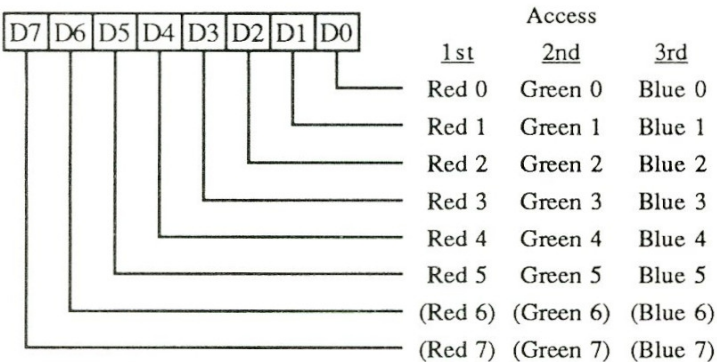 Access
D7 D6 D5 D4 D3 D2 D1 D0
1st 2nd 3rd
Red 0 Green 0 Blue 0
Red 1 Green 1 Blue 1
Red 2 Green 2 Blue 2
Red 3 Green 3 Blue 3
Red 4 Green 4 Blue 4
Red 5 Green 5 Blue 5
(Red 6) (Green 6) (Blue 6)
(Red 7) (Green 7) (Blue 7)